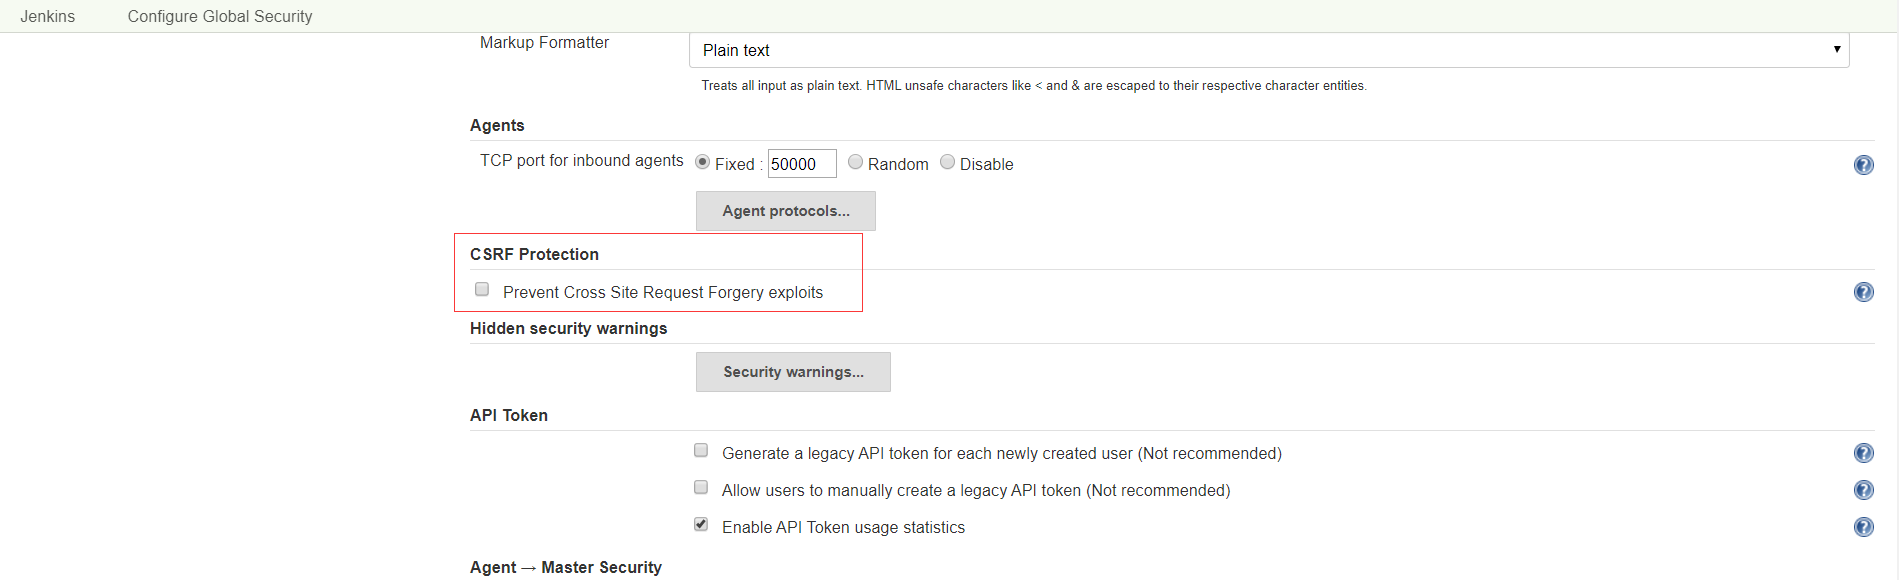 Jenkins Configure Global Security
Markup Formatter Plain text
Treats all input as plain text. HTML unsafe characters like < and & are escaped to their respective character entities.
Agents
TCP port for inbound agents Fixed : 50000 Random Disable
Agent protocols...
CSRF Protection
Prevent Cross Site Request Forgery exploits
Hidden security warnings
Security warnings...
API Token
Generate a legacy API token for each newly created user (Not recommended)
Allow users to manually create a legacy API token (Not recommended)
Enable API Token usage statistics
Agent → Master Security